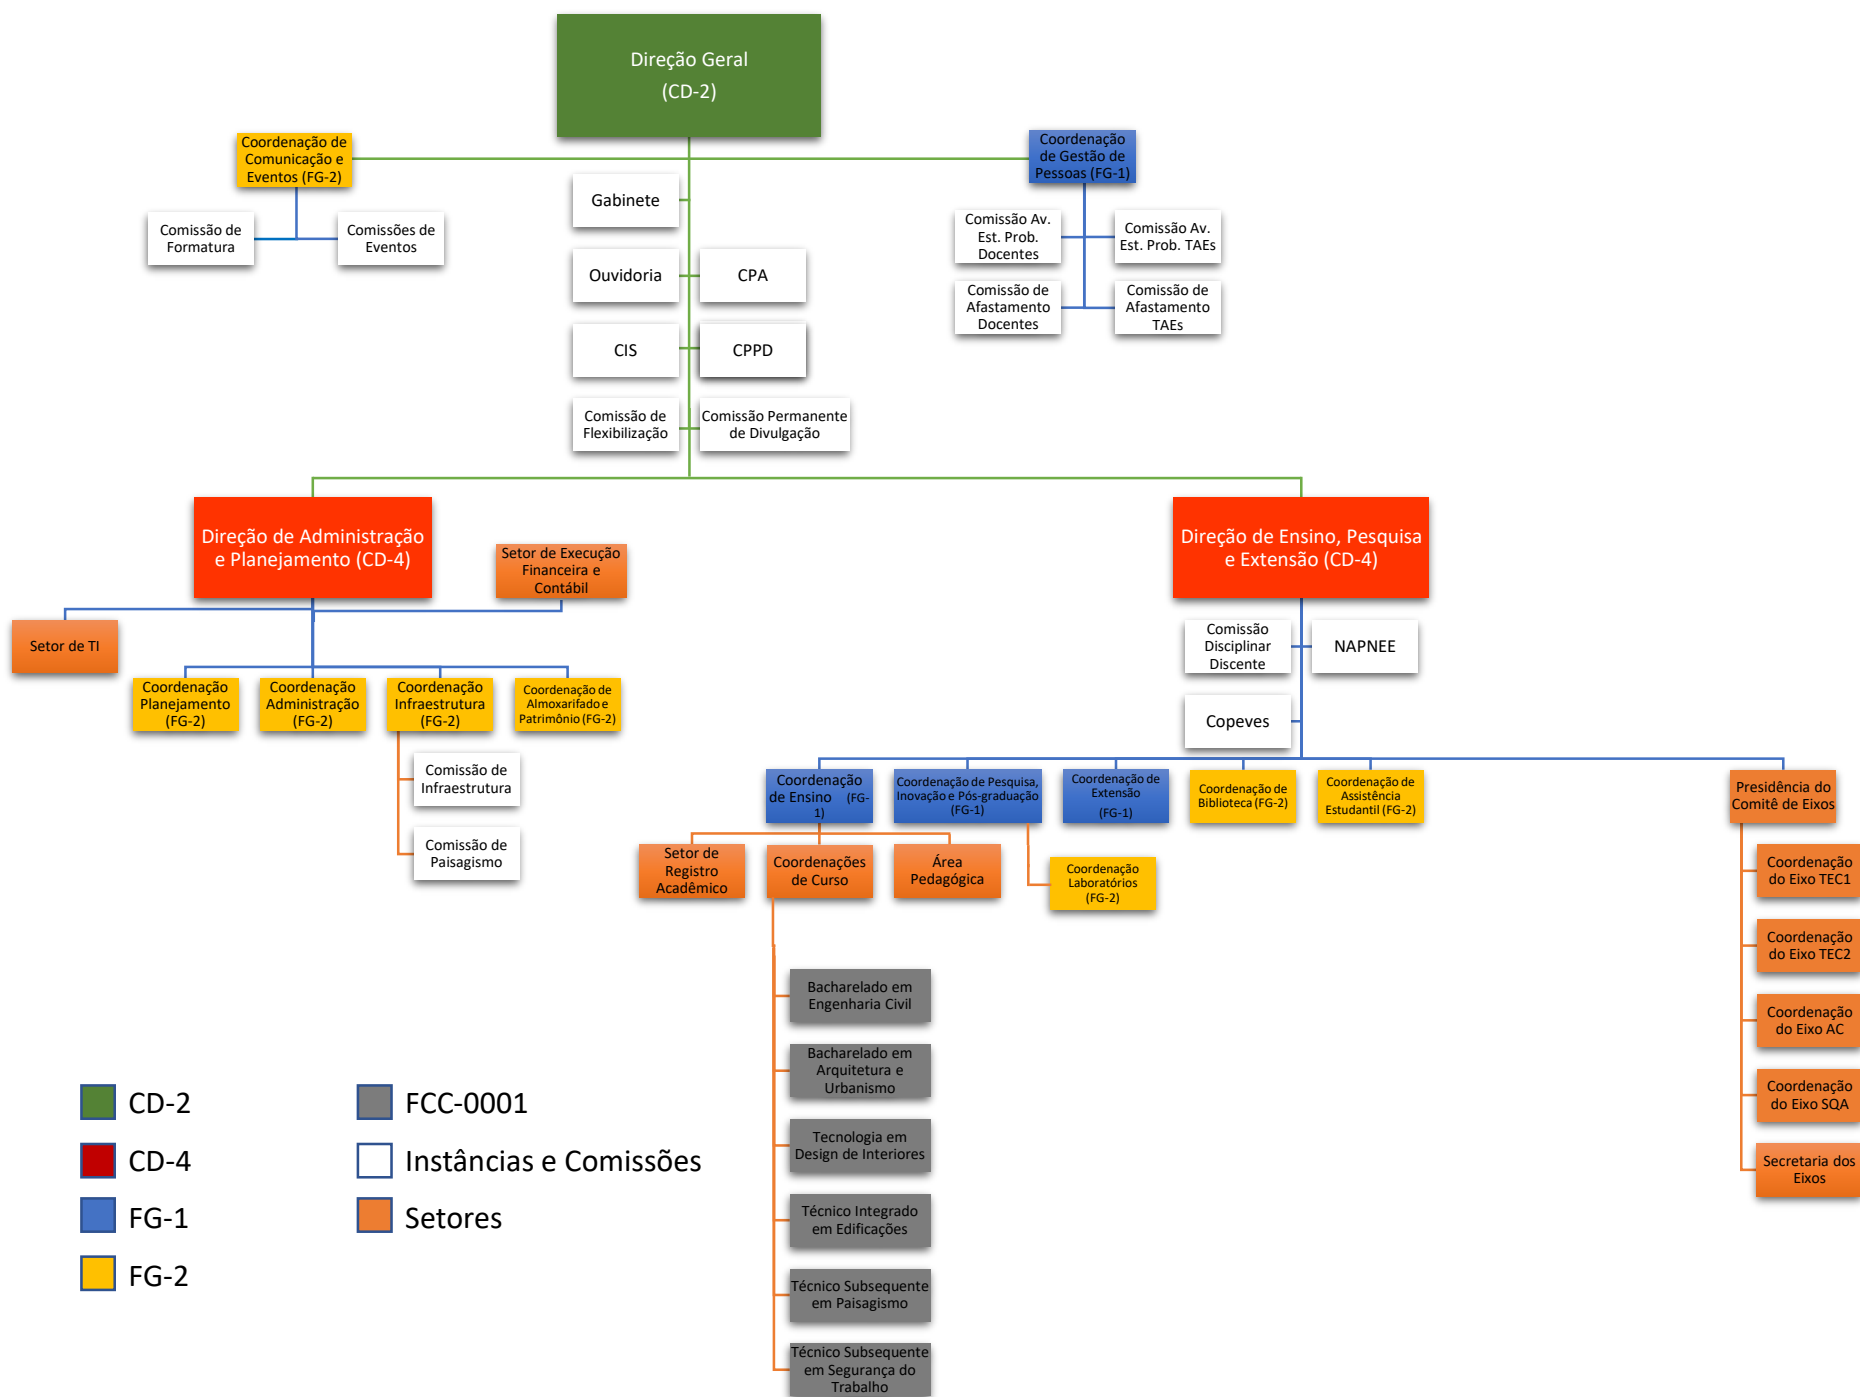 Direção Geral
(CD-2)
Coordenação de
Comunicação e
Eventos (FG-2)
Coordenação
de Gestão de
Pessoas (FG-1)
Comissão de
Formatura
Comissões de
Eventos
Gabinete
Comissão Av.
Est. Prob.
Docentes
Comissão Av.
Est. Prob. TAEs
Ouvidoria
CPA
Comissão de
Afastamento
Docentes
Comissão de
Afastamento
TAEs
CIS
CPPD
Comissão de
Flexibilização
Comissão Permanente
de Divulgação
Direção de Administração
e Planejamento (CD-4)
Setor de Execução
Financeira e
Contábil
Direção de Ensino, Pesquisa
e Extensão (CD-4)
Setor de TI
Comissão
Disciplinar
Discente
NAPNEE
Coordenação
Planejamento
(FG-2)
Coordenação
Administração
(FG-2)
Coordenação
Infraestrutura
(FG-2)
Coordenação de
Almoxarifado e
Patrimônio (FG-2)
Copeves
Comissão de
Infraestrutura
Comissão de
Paisagismo
Coordenação
de Ensino (FG-
1)
Coordenação de Pesquisa,
Inovação e Pós-graduação
(FG-1)
Coordenação de
Extensão
(FG-1)
Coordenação de
Biblioteca (FG-2)
Coordenação de
Assistência
Estudantil (FG-2)
Presidência do
Comitê de Eixos
Setor de
Registro
Acadêmico
Coordenações
de Curso
Área
Pedagógica
Coordenação
Laboratórios
(FG-2)
Coordenação
do Eixo TEC1
Coordenação
do Eixo TEC2
Coordenação
do Eixo AC
Coordenação
do Eixo SQA
Secretaria dos
Eixos
Bacharelado em
Engenharia Civil
Bacharelado em
Arquitetura e
Urbanismo
Tecnologia em
Design de Interiores
Técnico Integrado
em Edificações
Técnico Subsequente
em Paisagismo
Técnico Subsequente
em Segurança do
Trabalho
CD-2
CD-4
FG-1
FG-2
FCC-0001
Instâncias e Comissões
Setores